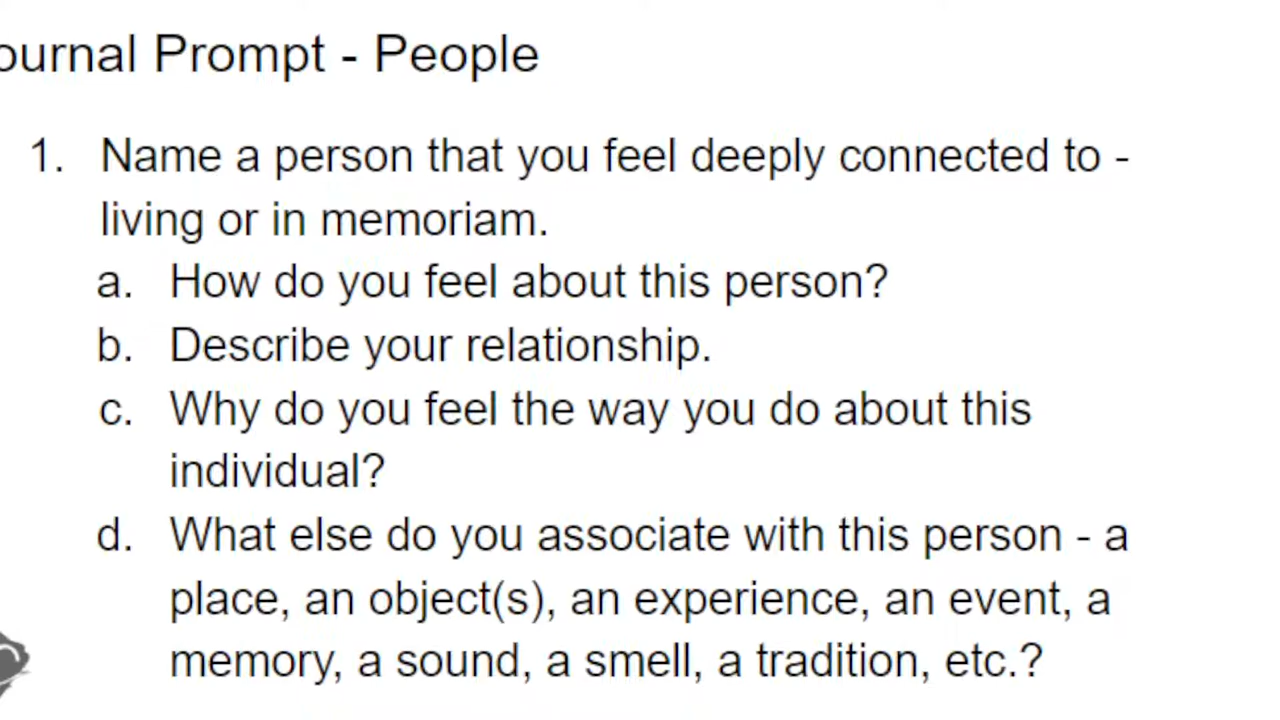 ournal Prompt - People
1. Name a person that you feel deeply connected to -
living or in memoriam.
a. How do you feel about this person?
b. Describe your relationship.
c. Why do you feel the way you do about this
individual?
d. What else do you associate with this person - a
place, an object(s), an experience, an event, a
memory, a sound, a smell, a tradition, etc.?